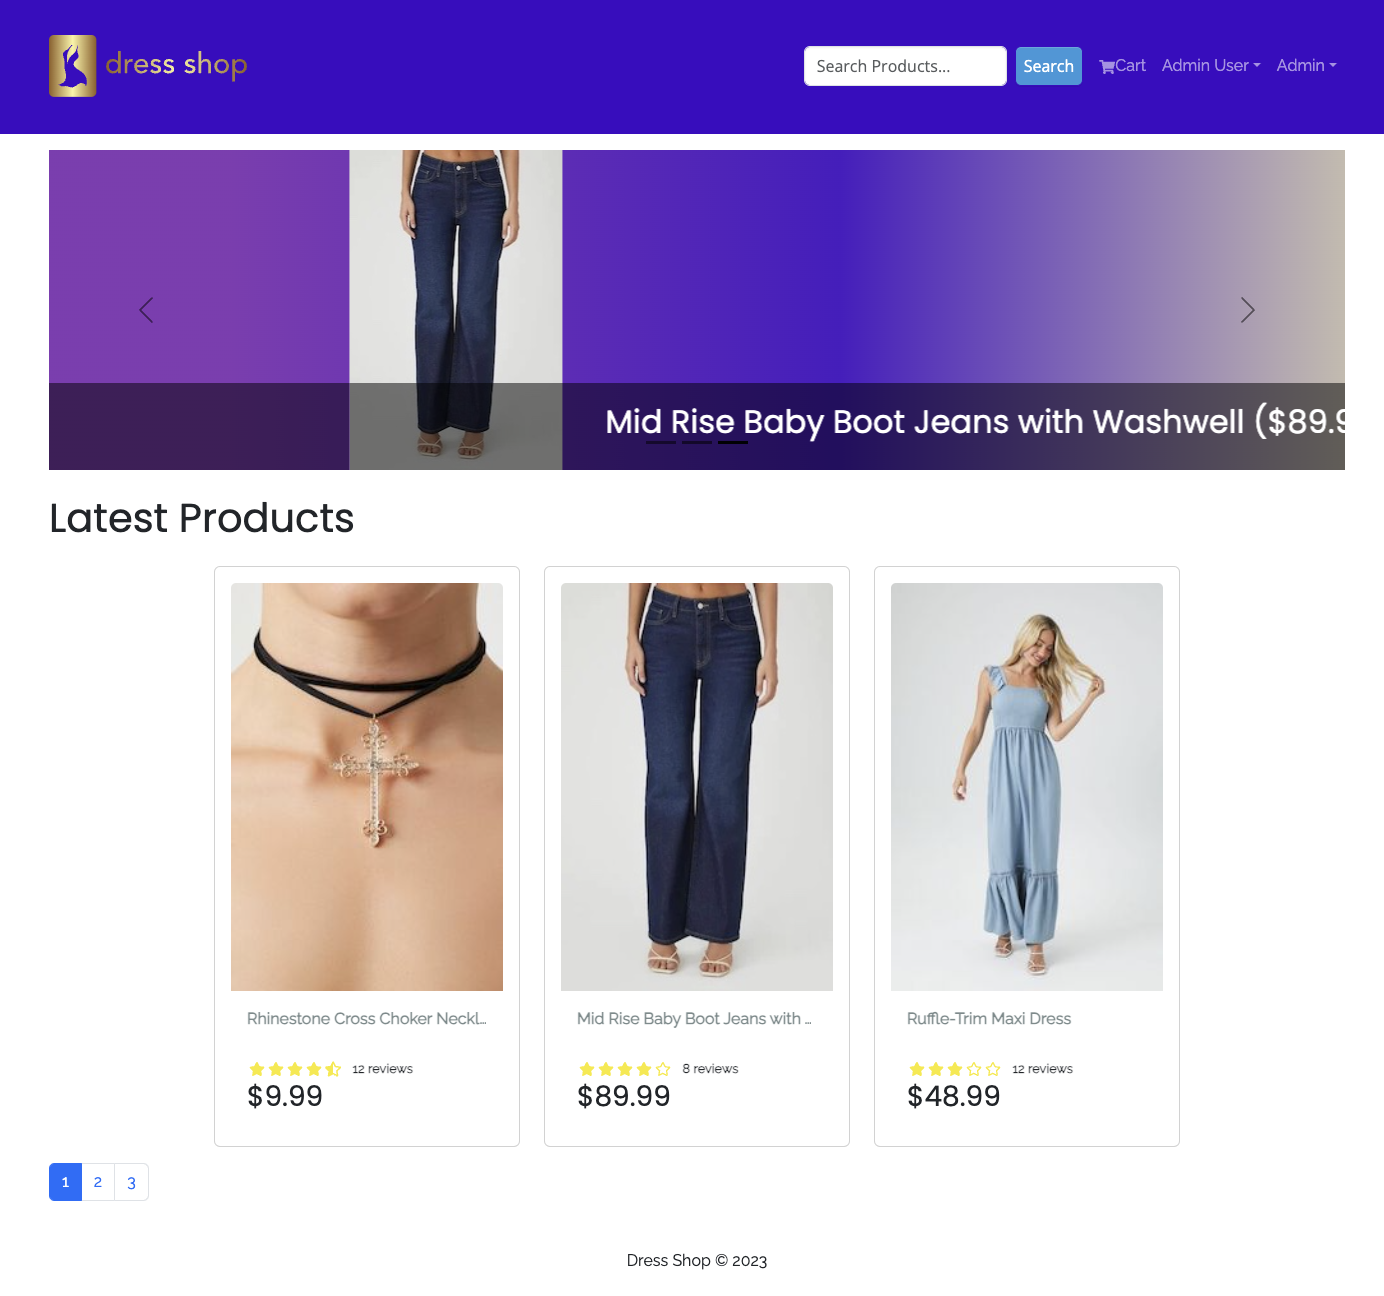 dress shop
Search Products...
Search
Cart
Admin User
Admin
Mid Rise Baby Boot Jeans with Washwell ($89.9
Latest Products
Rhinestone Cross Choker Neckl...
12 reviews
$9.99
Mid Rise Baby Boot Jeans with ...
8 reviews
$89.99
Ruffle-Trim Maxi Dress
12 reviews
$48.99
1 2 3
Dress Shop © 2023